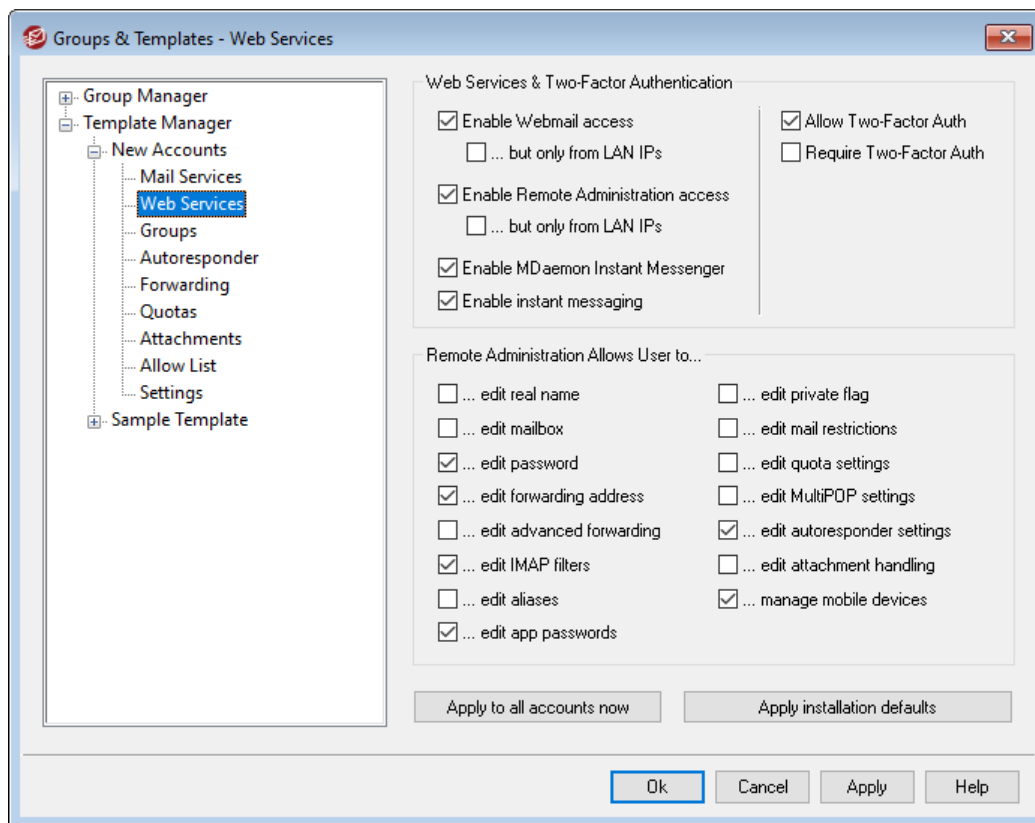 Groups & Templates - Web Services
Group Manager
Template Manager
New Accounts
Mail Services
Web Services
Groups
Autoresponder
Forwarding
Quotas
Attachments
Allow List
Settings
Sample Template
Web Services & Two-Factor Authentication
Enable Webmail access
... but only from LAN IPs
Enable Remote Administration access
... but only from LAN IPs
Enable MDaemon Instant Messenger
Enable instant messaging
Allow Two-Factor Auth
Require Two-Factor Auth
Remote Administration Allows User to...
... edit real name
... edit mailbox
... edit password
... edit forwarding address
... edit advanced forwarding
... edit IMAP filters
... edit aliases
... edit app passwords
... edit private flag
... edit mail restrictions
... edit quota settings
... edit MultiPOP settings
... edit autoresponder settings
... edit attachment handling
... manage mobile devices
Apply to all accounts now
Apply installation defaults
Ok
Cancel
Apply
Help